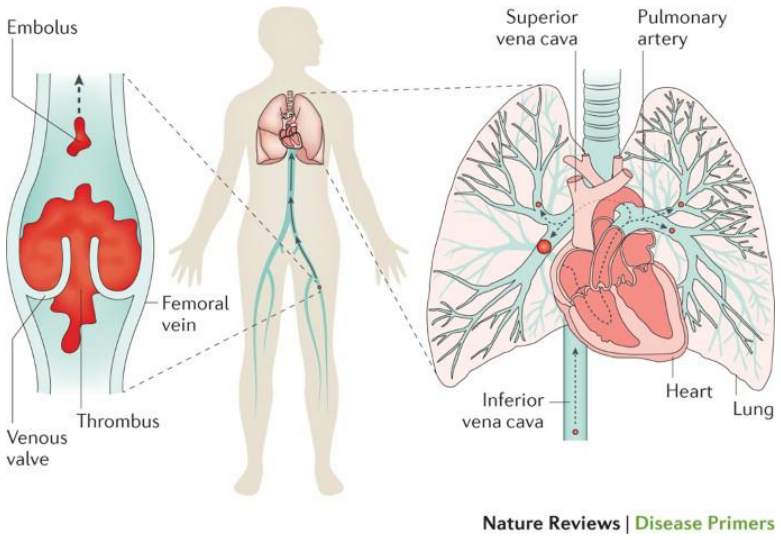 Embolus
Superior
vena cava
Pulmonary
artery
Femoral
vein
Thrombus
Venous
valve
Inferior
vena cava
Heart
Lung
Nature Reviews | Disease Primers